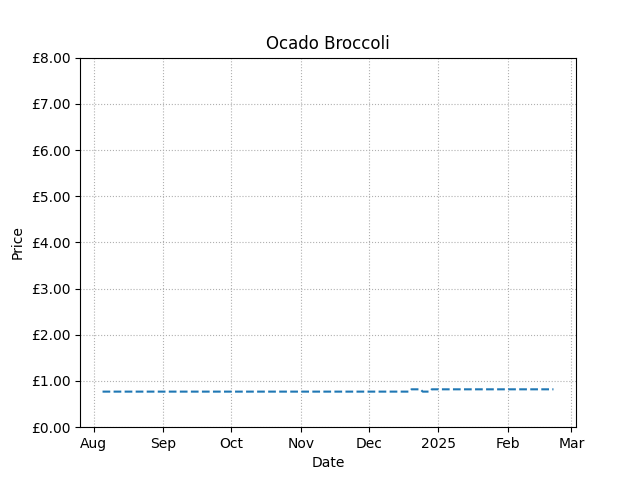 Ocado Broccoli
£8.00
£7.00
£6.00
£5.00
£4.00
£3.00
£2.00
£1.00
£0.00
Price
Aug Sep Oct Nov Dec 2025 Feb Mar
Date